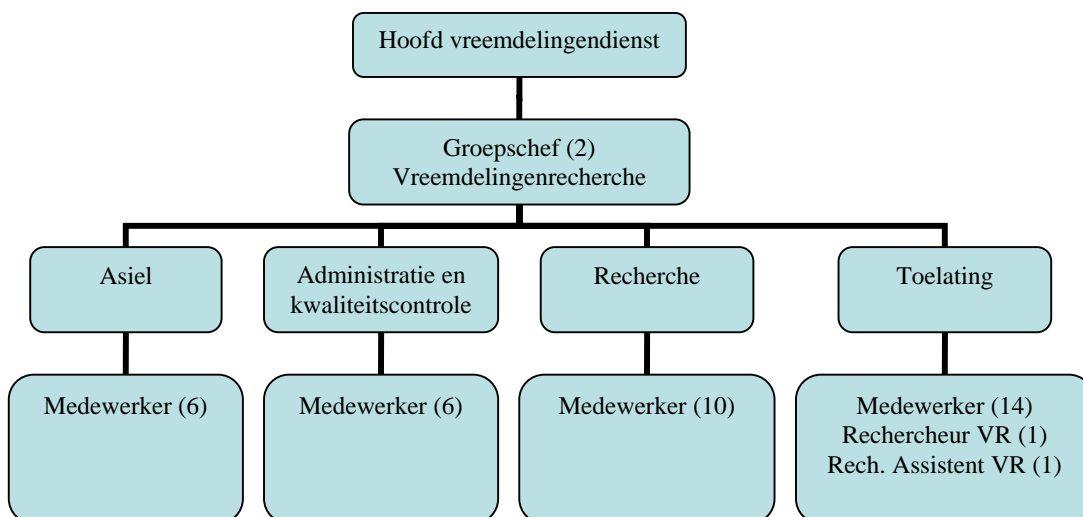 Hoofd vreemdelingendienst
Groepschef (2)
Vreemdelingenrecherche
Asiel
Administratie en
kwaliteitscontrole
Recherche
Toelating
Medewerker (6)
Medewerker (6)
Medewerker (10)
Medewerker (14)
Rechercheur VR (1)
Rech. Assistent VR (1)